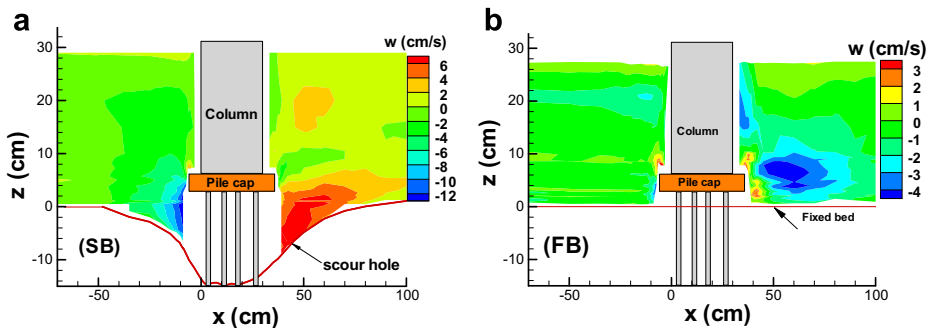 a
b
w (cm/s)
30
20
10
0
-10
z (cm)
6
4
2
0
-2
-4
-6
-8
-10
-12
Column
Pile cap
(SB)
scour hole
-50
0
50
100
x (cm)
w (cm/s)
30
20
10
0
-10
z (cm)
3
2
1
0
-1
-2
-3
-4
Column
Pile cap
Fixed bed
(FB)
-50
0
50
100
x (cm)